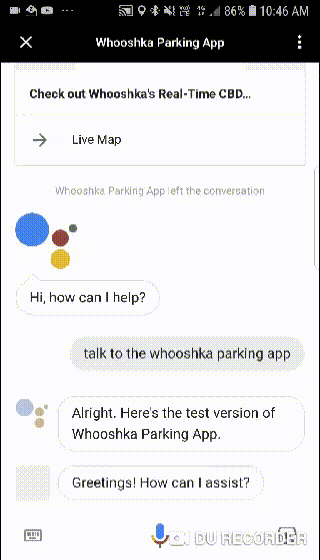 86% 10:46 AM
Whooshka Parking App
Check out Whooshka's Real-Time CBD...
Live Map
Whooshka Parking App left the conversation
Hi, how can I help?
talk to the whooshka parking app
Alright. Here's the test version of
Whooshka Parking App.
Greetings! How can I assist?
DU RECORDER